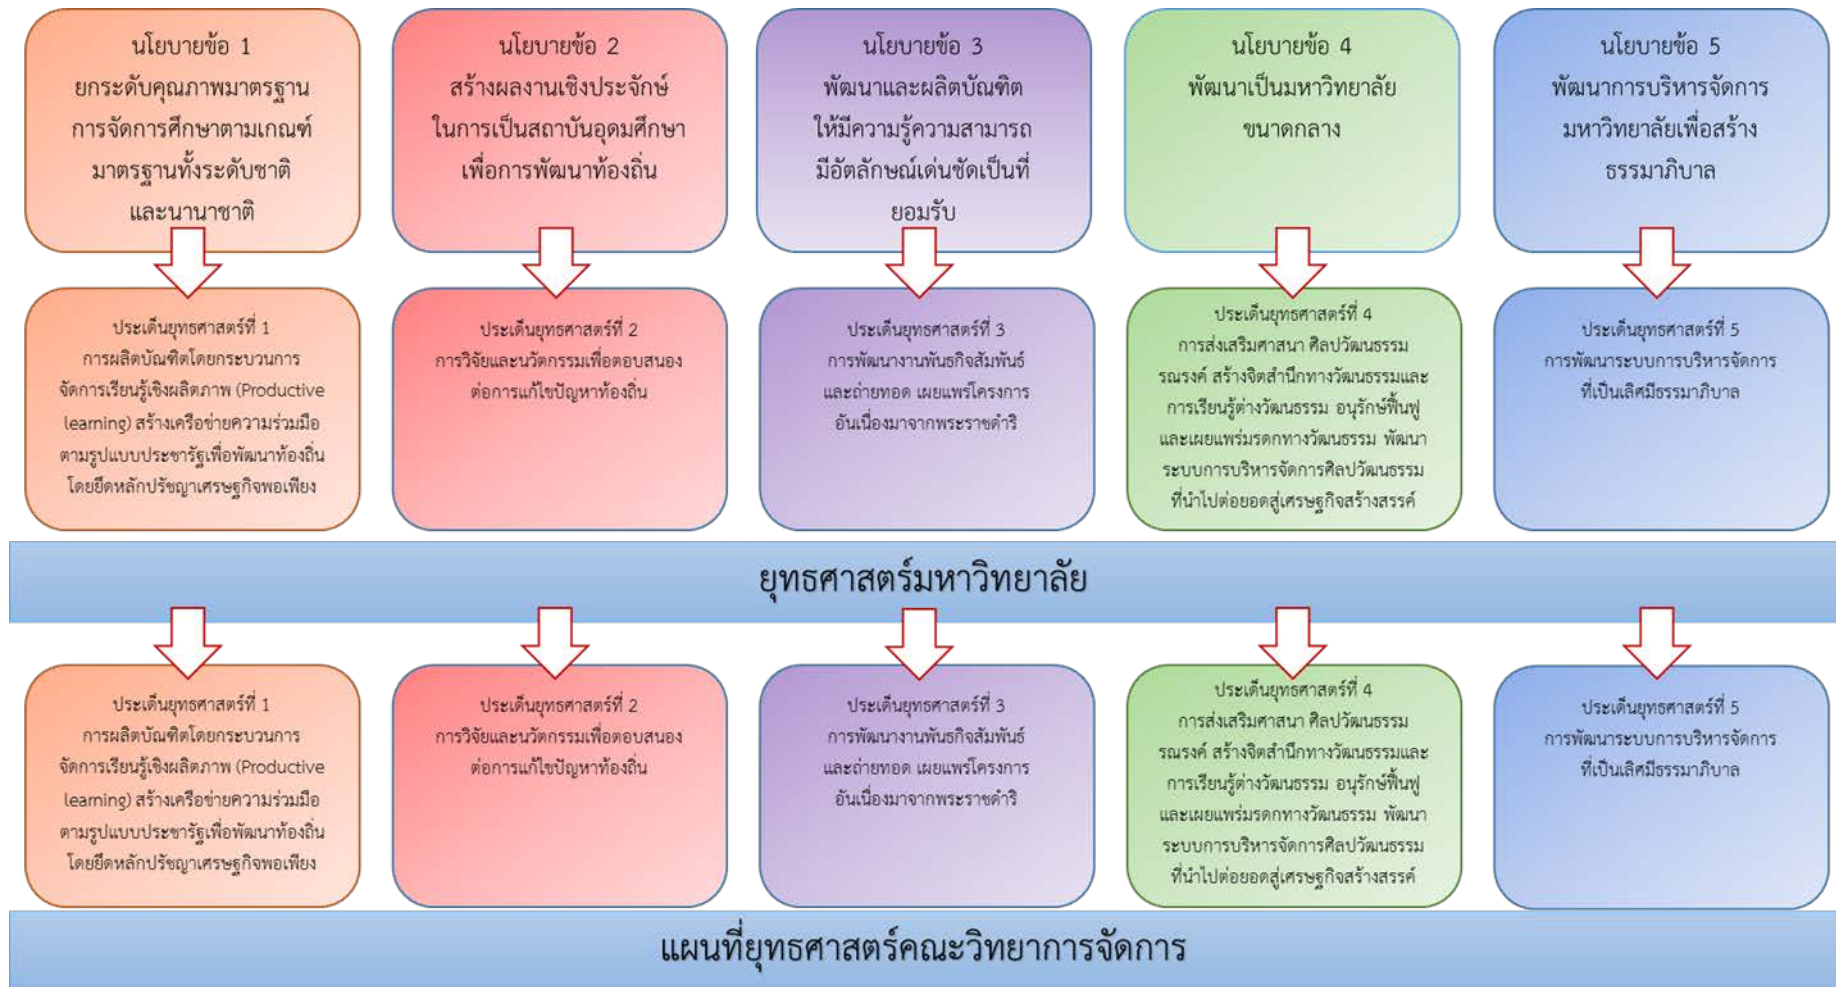 นโยบายข้อ 1
ยกระดับคุณภาพมาตรฐาน
การจัดการศึกษาตามเกณฑ์
มาตรฐานทั้งระดับชาติ
และนานาชาติ
นโยบายข้อ 2
สร้างผลงานเชิงประจักษ์
ในการเป็นสถาบันอุดมศึกษา
เพื่อการพัฒนาท้องถิ่น
นโยบายข้อ 3
พัฒนาและผลิตบัณฑิต
ให้มีความรู้ความสามารถ
มีอัตลักษณ์เด่นชัดเป็นที่
ยอมรับ
นโยบายข้อ 4
พัฒนาเป็นมหาวิทยาลัย
ขนาดกลาง
นโยบายข้อ 5
พัฒนาการบริหารจัดการ
มหาวิทยาลัยเพื่อสร้าง
ธรรมาภิบาล
ประเด็นยุทธศาสตร์ที่ 1
การผลิตบัณฑิตโดยกระบวนการ
จัดการเรียนรู้เชิงผลิตภาพ (Productive
learning) สร้างเครือข่ายความร่วมมือ
ตามรูปแบบประชารัฐเพื่อพัฒนาท้องถิ่น
โดยยึดหลักปรัชญาเศรษฐกิจพอเพียง
ประเด็นยุทธศาสตร์ที่ 2
การวิจัยและนวัตกรรมเพื่อตอบสนอง
ต่อการแก้ไขปัญหาท้องถิ่น
ประเด็นยุทธศาสตร์ที่ 3
การพัฒนางานพันธกิจสัมพันธ์
และถ่ายทอด เผยแพร่โครงการ
อันเนื่องมาจากพระราชดำริ
ประเด็นยุทธศาสตร์ที่ 4
การส่งเสริมศาสนา ศิลปวัฒนธรรม
รณรงค์ สร้างจิตสำนึกทางวัฒนธรรมและ
การเรียนรู้ต่างวัฒนธรรม อนุรักษ์ฟื้นฟู
และเผยแพร่มรดกทางวัฒนธรรม พัฒนา
ระบบการบริหารจัดการศิลปวัฒนธรรม
ที่นำไปต่อยอดสู่เศรษฐกิจสร้างสรรค์
ประเด็นยุทธศาสตร์ที่ 5
การพัฒนาระบบการบริหารจัดการ
ที่เป็นเลิศมีธรรมาภิบาล
ยุทธศาสตร์มหาวิทยาลัย
ประเด็นยุทธศาสตร์ที่ 1
การผลิตบัณฑิตโดยกระบวนการ
จัดการเรียนรู้เชิงผลิตภาพ (Productive
learning) สร้างเครือข่ายความร่วมมือ
ตามรูปแบบประชารัฐเพื่อพัฒนาท้องถิ่น
โดยยึดหลักปรัชญาเศรษฐกิจพอเพียง
ประเด็นยุทธศาสตร์ที่ 2
การวิจัยและนวัตกรรมเพื่อตอบสนอง
ต่อการแก้ไขปัญหาท้องถิ่น
ประเด็นยุทธศาสตร์ที่ 3
การพัฒนางานพันธกิจสัมพันธ์
และถ่ายทอด เผยแพร่โครงการ
อันเนื่องมาจากพระราชดำริ
ประเด็นยุทธศาสตร์ที่ 4
การส่งเสริมศาสนา ศิลปวัฒนธรรม
รณรงค์ สร้างจิตสำนึกทางวัฒนธรรมและ
การเรียนรู้ต่างวัฒนธรรม อนุรักษ์ฟื้นฟู
และเผยแพร่มรดกทางวัฒนธรรม พัฒนา
ระบบการบริหารจัดการศิลปวัฒนธรรม
ที่นำไปต่อยอดสู่เศรษฐกิจสร้างสรรค์
ประเด็นยุทธศาสตร์ที่ 5
การพัฒนาระบบการบริหารจัดการ
ที่เป็นเลิศมีธรรมาภิบาล
แผนที่ยุทธศาสตร์คณะวิทยาการจัดการ